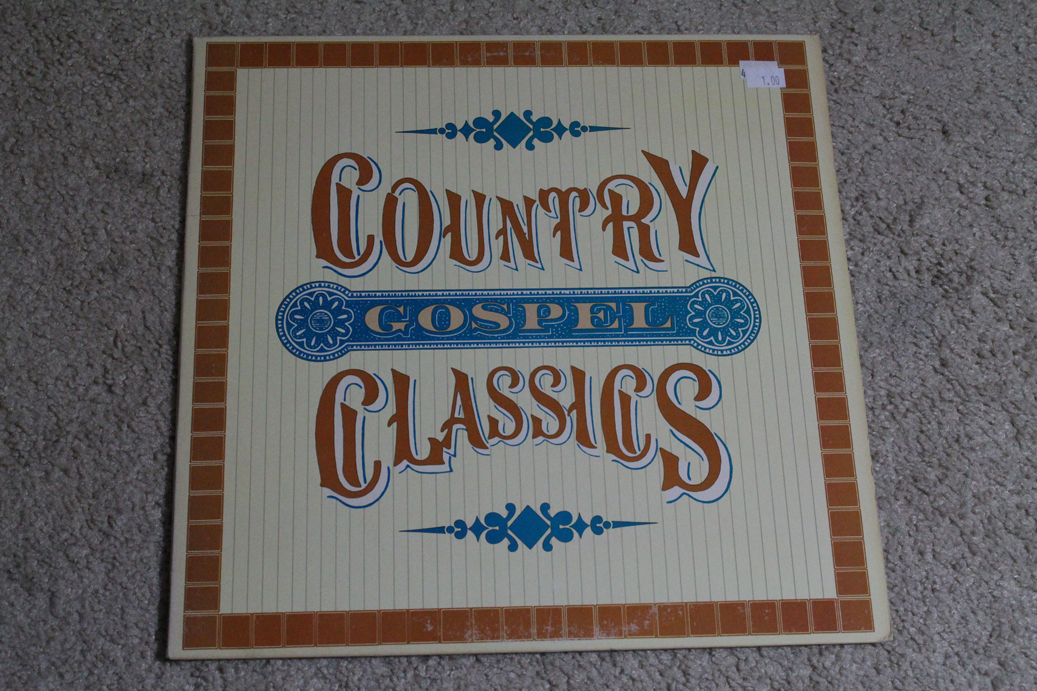 4
1.00
COUNTRY
GOSPEL
CLASSICS